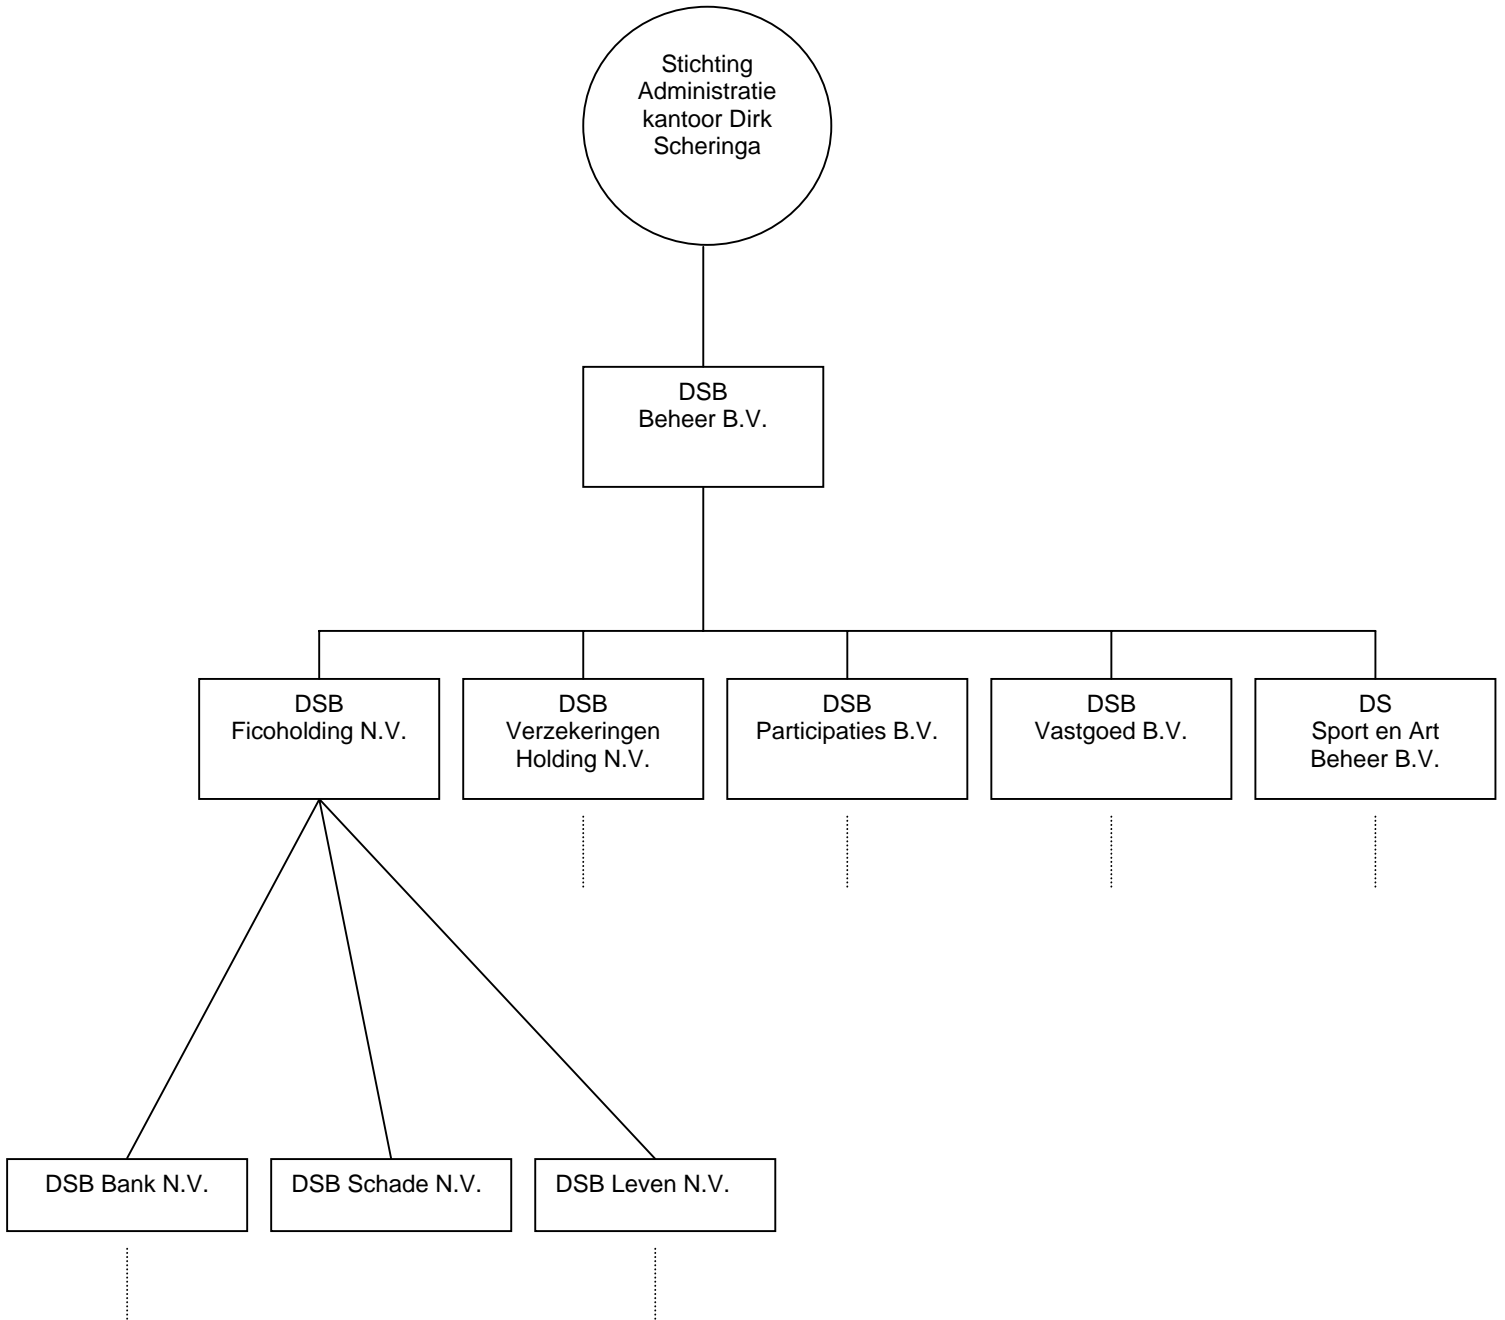 Stichting
Administratie
kantoor Dirk
Scheringa
DSB
Beheer B.V.
DSB
Ficoholding N.V.
DSB
Verzekeringen
Holding N.V.
DSB
Participaties B.V.
DSB
Vastgoed B.V.
DS
Sport en Art
Beheer B.V.
DSB Bank N.V.
DSB Schade N.V.
DSB Leven N.V.